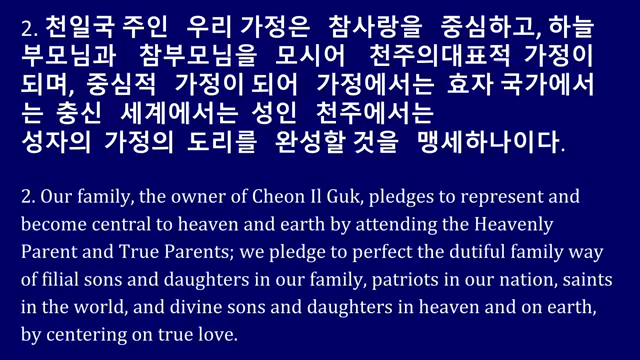 2. 천일국 주인 우리 가정은 참사랑을 중심하고, 하늘
부모님과 참부모님을 모시어 천주의대표적 가정이
되며, 중심적 가정이 되어 가정에서는 효자 국가에서
는 충신 세계에서는 성인 천주에서는
성자의 가정의 도리를 완성할 것을 맹세하나이다.
2. Our family, the owner of Cheon Il Guk, pledges to represent and
become central to heaven and earth by attending the Heavenly
Parent and True Parents; we pledge to perfect the dutiful family way
of filial sons and daughters in our family, patriots in our nation, saints
in the world, and divine sons and daughters in heaven and on earth,
by centering on true love.